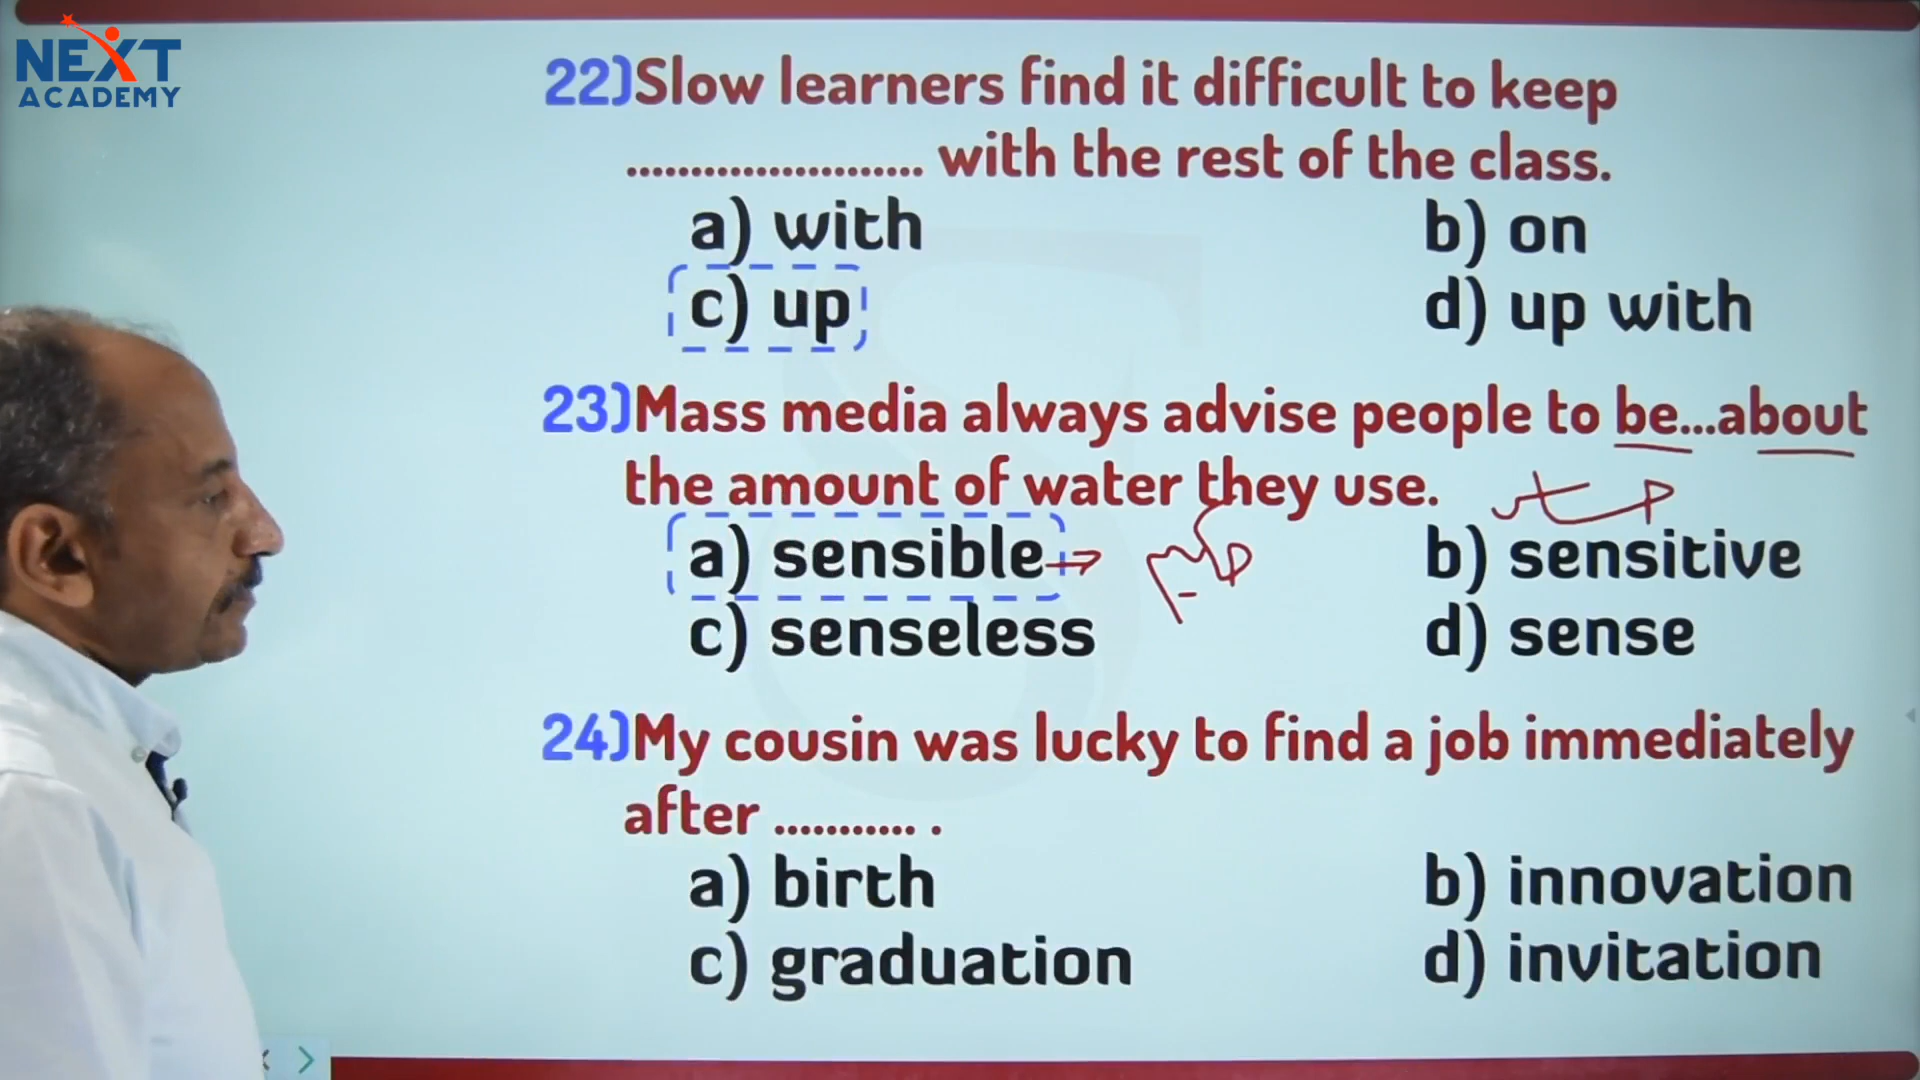 NEXT
ACADEMY
22)Slow learners find it difficult to keep
....................... with the rest of the class.
a) with
b) on
c) up
d) up with
23)Mass media always advise people to be...about
the amount of water they use.
a) sensible
b) sensitive
c) senseless
d) sense
24)My cousin was lucky to find a job immediately
after ........... .
a) birth
b) innovation
c) graduation
d) invitation